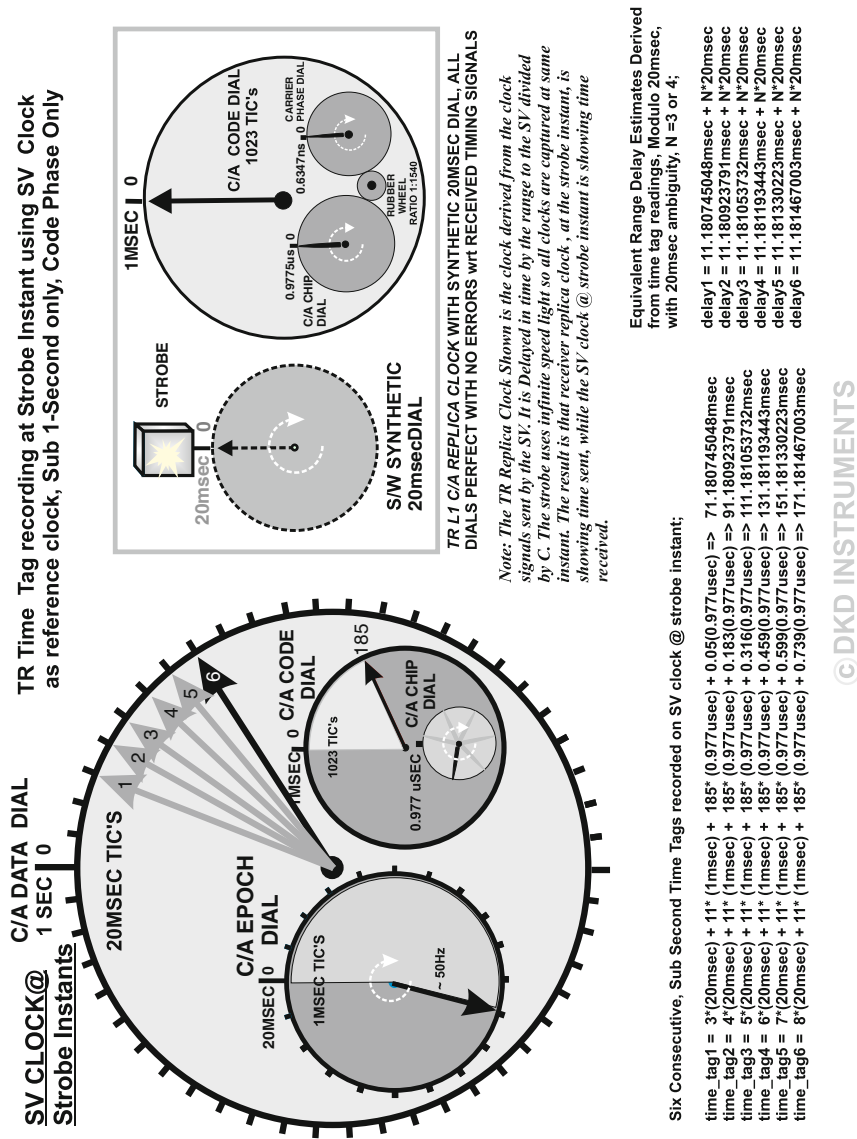 TR Time Tag recording at Strobe Instant using SV Clock
as reference clock, Sub 1-Second only, Code Phase Only
SV CLOCK@
Strobe Instants
C/A DATA DIAL
1 SEC 0
20MSEC TIC'S
1
2
3
4
5
6
C/A EPOCH
DIAL
20MSEC 0
1MSEC TIC'S
~ 50Hz
1MSEC 0
C/A CODE
DIAL
1023 TIC's
185
C/A CHIP
DIAL
0.977 uSEC
STROBE
20msec 0
S/W SYNTHETIC
20msecDIAL
1MSEC 0
C/A CODE DIAL
1023 TIC's
0.9775us 0
C/A CHIP
DIAL
0.6347ns 0
CARRIER
PHASE DIAL
RUBBER
WHEEL
RATIO 1:1540
TR L1 C/A REPLICA CLOCK WITH SYNTHETIC 20MSEC DIAL, ALL
DIALS PERFECT WITH NO ERRORS wrt RECEIVED TIMING SIGNALS
Note: The TR Replica Clock Shown is the clock derived from the clock
signals sent by the SV. It is Delayed in time by the range to the SV divided
by C. The strobe uses infinite speed light so all clocks are captured at same
instant. The result is that receiver replica clock , at the strobe instant, is
showing time sent, while the SV clock @ strobe instant is showing time
received.
Six Consecutive, Sub Second Time Tags recorded on SV clock @ strobe instant;
time_tag1 = 3*(20msec) + 11* (1msec) + 185* (0.977usec) + 0.05(0.977usec) => 71.180745048msec
time_tag2 = 4*(20msec) + 11* (1msec) + 185* (0.977usec) + 0.183(0.977usec) => 91.180923791msec
time_tag3 = 5*(20msec) + 11* (1msec) + 185* (0.977usec) + 0.316(0.977usec) => 111.181053732msec
time_tag4 = 6*(20msec) + 11* (1msec) + 185* (0.977usec) + 0.459(0.977usec) => 131.181193443msec
time_tag5 = 7*(20msec) + 11* (1msec) + 185* (0.977usec) + 0.599(0.977usec) => 151.181330223msec
time_tag6 = 8*(20msec) + 11* (1msec) + 185* (0.977usec) + 0.739(0.977usec) => 171.181467003msec
Equivalent Range Delay Estimates Derived
from time tag readings, Modulo 20msec,
with 20msec ambiguity, N =3 or 4;
delay1 = 11.180745048msec + N*20msec
delay2 = 11.180923791msec + N*20msec
delay3 = 11.181053732msec + N*20msec
delay4 = 11.181193443msec + N*20msec
delay5 = 11.181330223msec + N*20msec
delay6 = 11.181467003msec + N*20msec
©DKD INSTRUMENTS